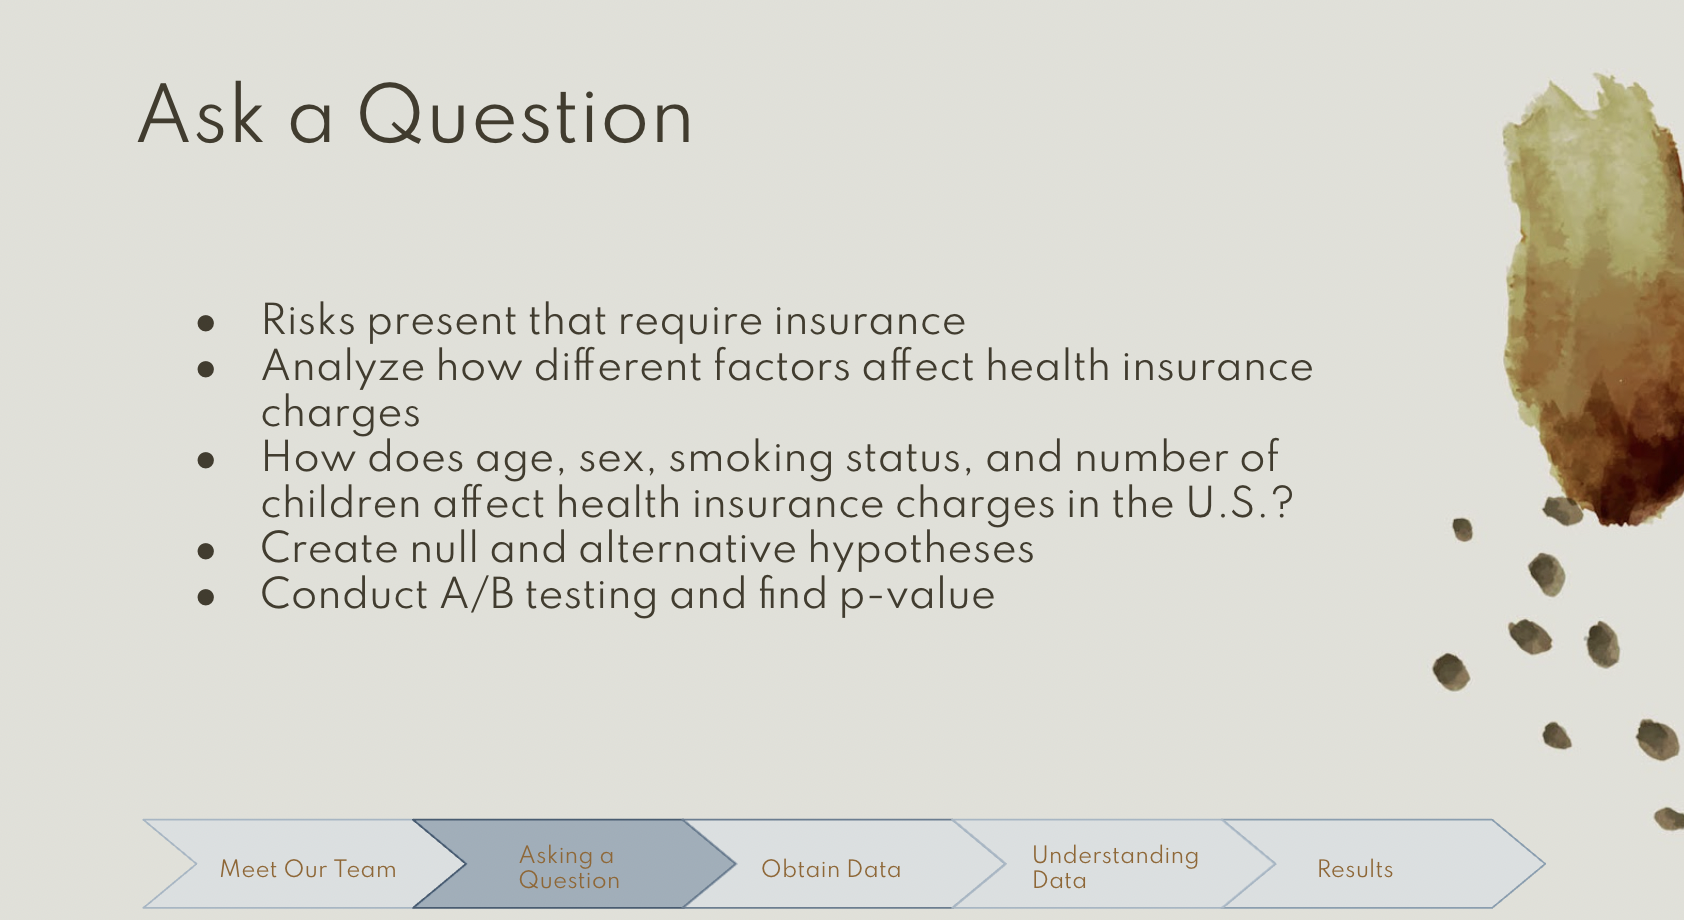 Ask a Question
● Risks present that require insurance
● Analyze how different factors affect health insurance
charges
● How does age, sex, smoking status, and number of
children affect health insurance charges in the U.S.?
● Create null and alternative hypotheses
● Conduct A/B testing and find p-value
Meet Our Team
Asking a
Question
Obtain Data
Understanding
Data
Results